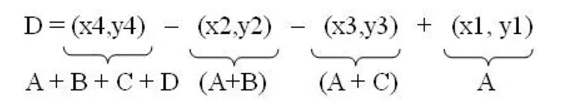 D = (x4,y4) − (x2,y2) − (x3,y3) + (x1, y1)
A + B + C + D (A+B) (A + C) A